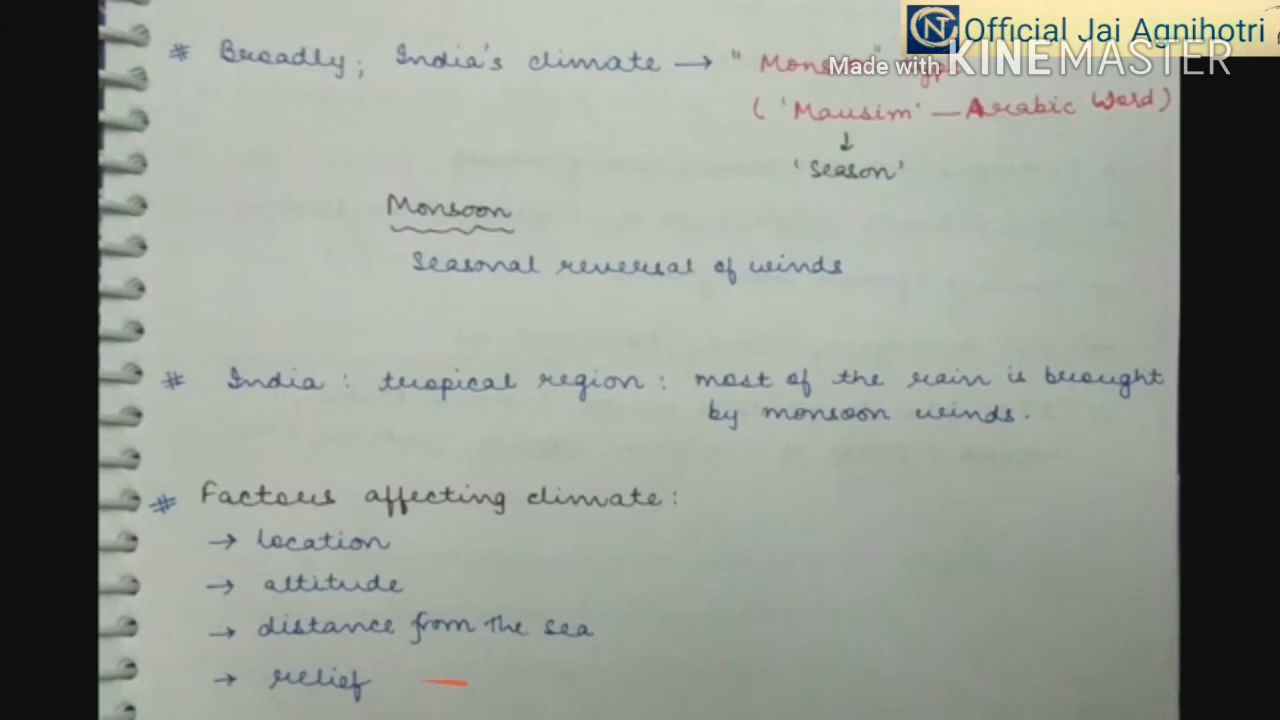 Official Jai Agnihotri
Made with KINEMASTER
# Broadly; India's climate → "
( 'Mausim' — Arabic Word)
↓
'Season'
Monsoon
Seasonal reversal of winds
# India : tropical region : most of the rain is brought
by monsoon winds.
# Factors affecting climate :
→ location
→ altitude
→ distance from the sea
→ relief